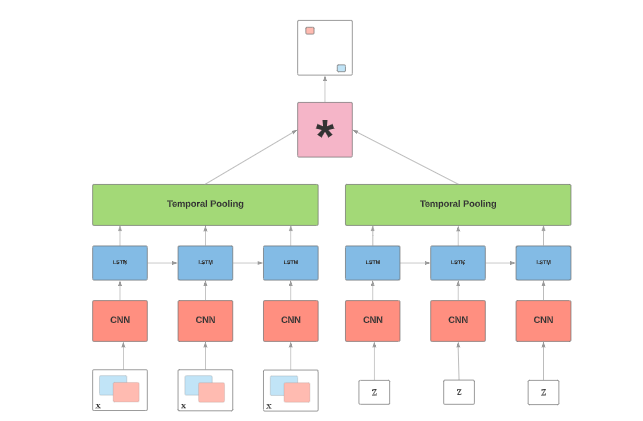 *
Temporal Pooling Temporal Pooling
LSTM LSTM LSTM LSTM LSTM LSTM
CNN CNN CNN CNN CNN CNN
x x x z z z